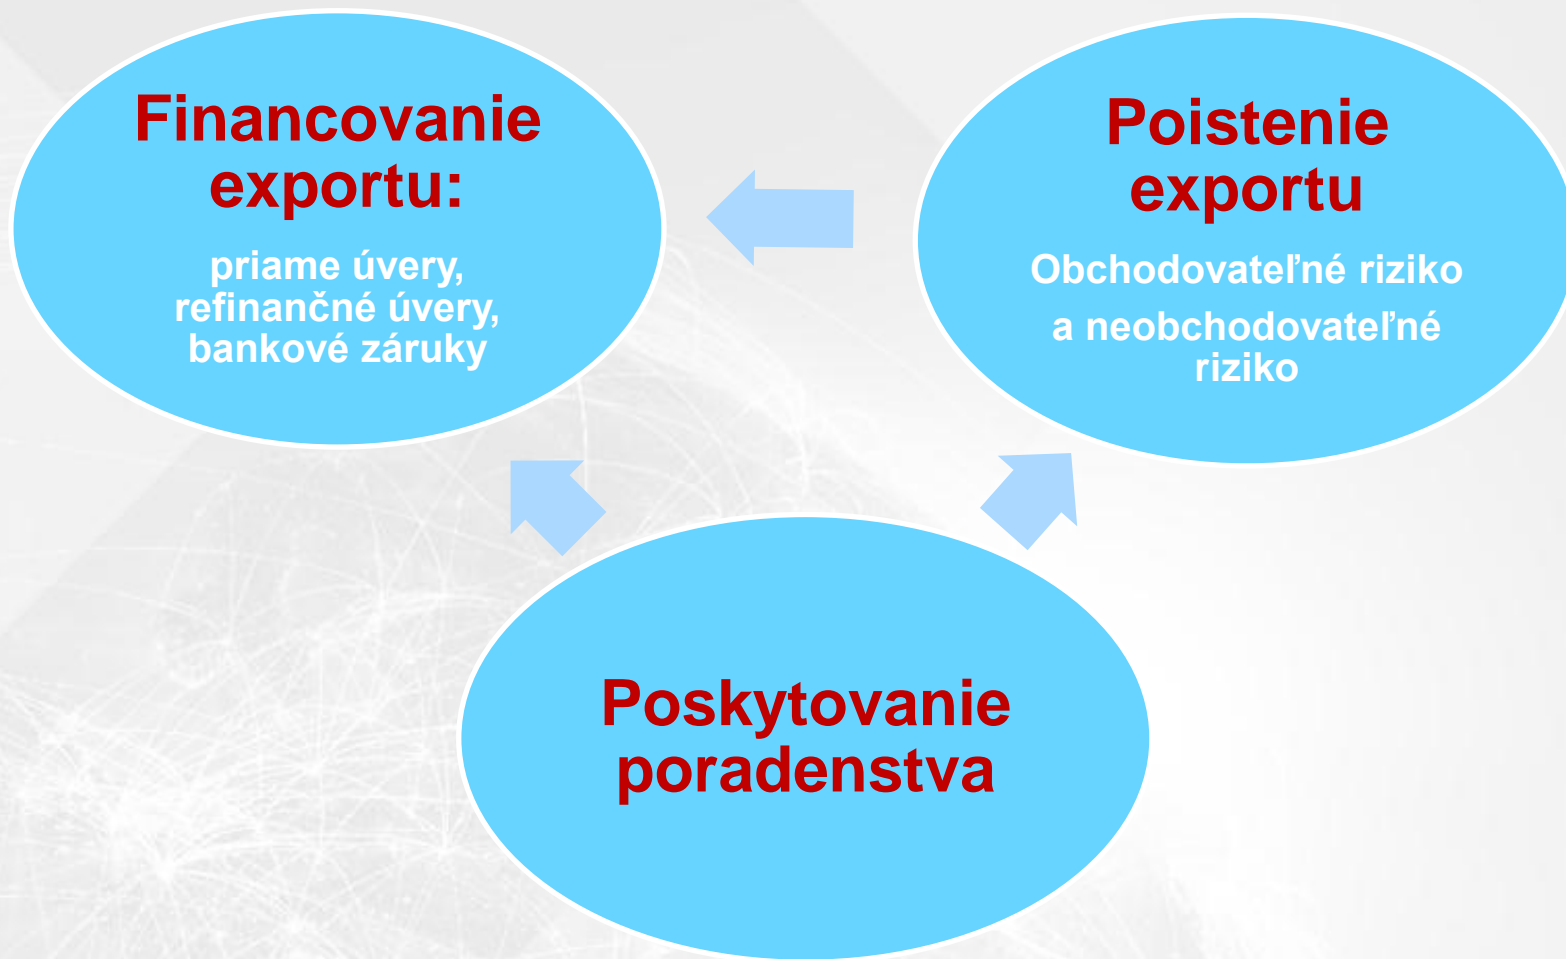 Financovanie
exportu:
priame úvery,
refinančné úvery,
bankové záruky
Poistenie
exportu
Obchodovateľné riziko
a neobchodovateľné
riziko
Poskytovanie
poradenstva